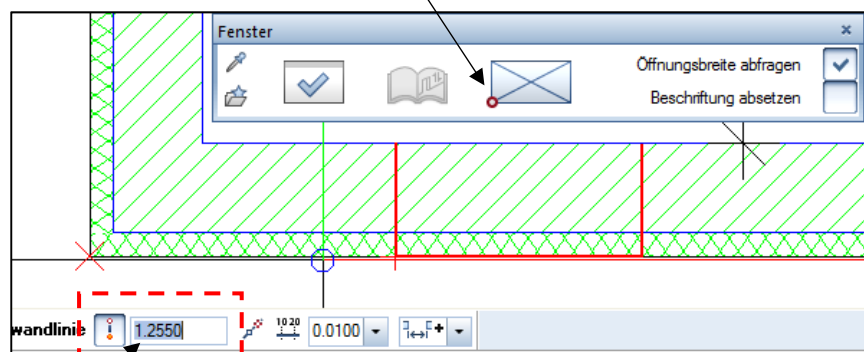 Fenster
Öffnungsbreite abfragen
Beschriftung absetzen
wandlinie 1.2550 10 20 0.0100